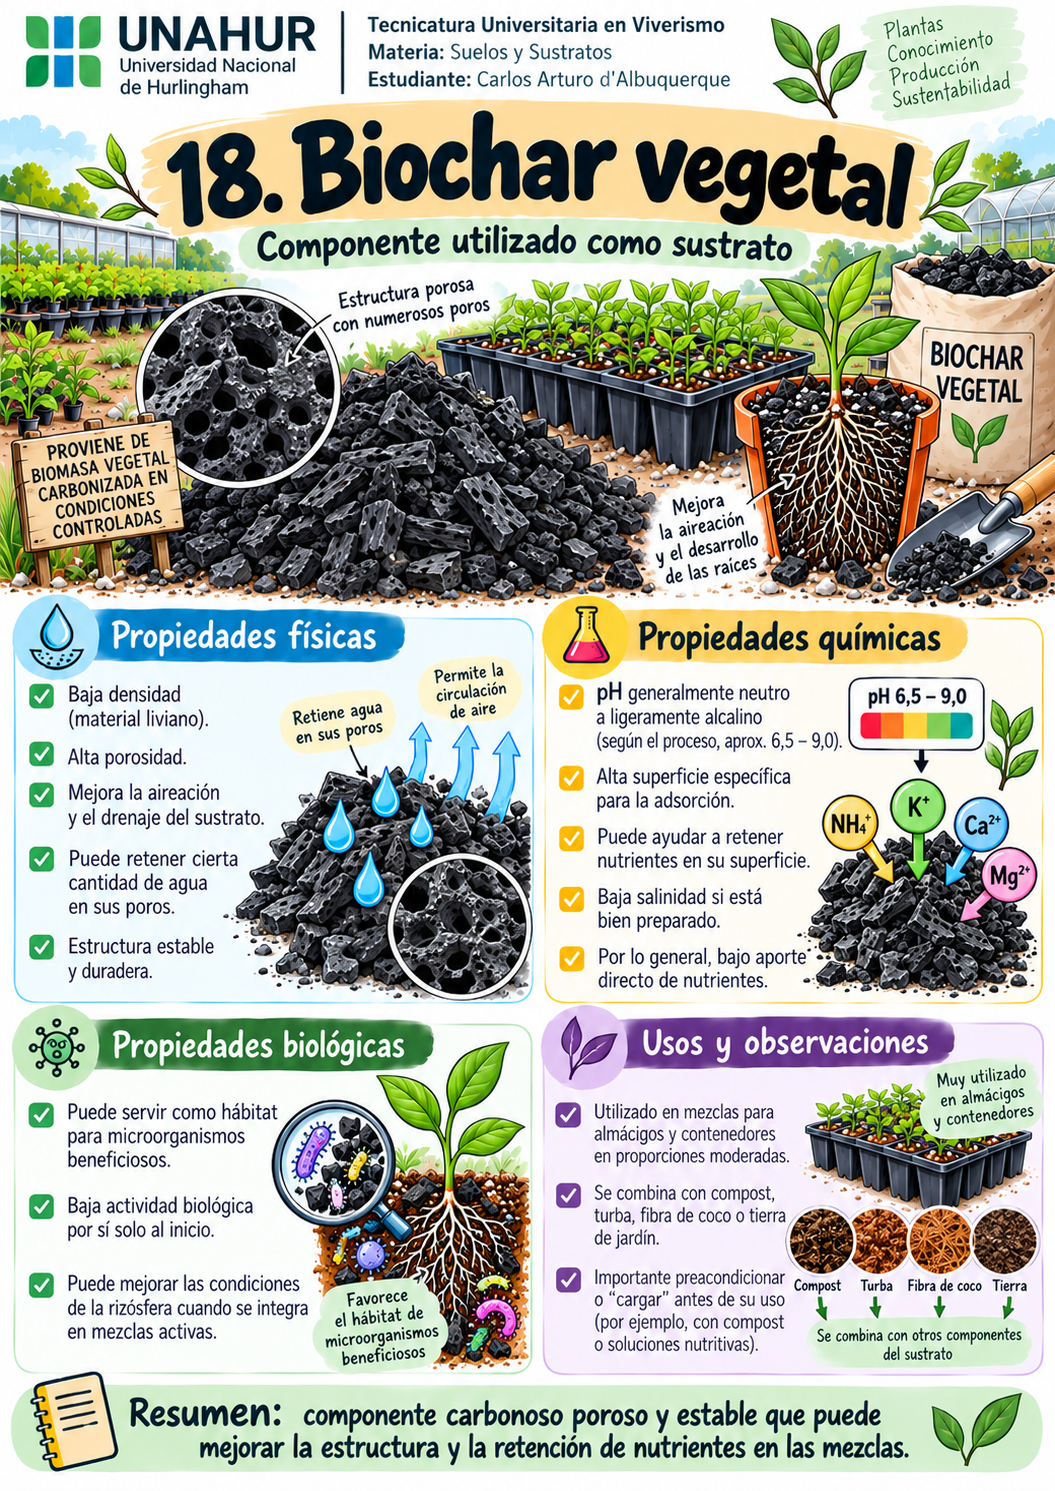 UNAHUR
Universidad Nacional
de Hurlingham
Tecnicatura Universitaria en Viverismo
Materia: Suelos y Sustratos
Estudiante: Carlos Arturo d'Albuquerque
Plantas
Conocimiento
Producción
Sustentabilidad
18. Biochar vegetal
Componente utilizado como sustrato
Estructura porosa
con numerosos poros
PROVIENE DE
BIOMASA VEGETAL
CARBONIZADA EN
CONDICIONES
CONTROLADAS
BIOCHAR
VEGETAL
Mejora
la aireación
y el desarrollo
de las raíces
Propiedades físicas
Baja densidad
(material liviano).
Alta porosidad.
Mejora la aireación
y el drenaje del sustrato.
Puede retener cierta
cantidad de agua
en sus poros.
Estructura estable
y duradera.
Retiene agua
en sus poros
Permite la
circulación
de aire
Propiedades químicas
pH generalmente neutro
a ligeramente alcalino
(según el proceso, aprox. 6,5 – 9,0).
Alta superficie específica
para la adsorción.
Puede ayudar a retener
nutrientes en su superficie.
Baja salinidad si está
bien preparado.
Por lo general, bajo aporte
directo de nutrientes.
pH 6,5 – 9,0
NH₄⁺
K⁺
Ca²⁺
Mg²⁺
Propiedades biológicas
Puede servir como hábitat
para microorganismos
beneficiosos.
Baja actividad biológica
por sí solo al inicio.
Puede mejorar las condiciones
de la rizósfera cuando se integra
en mezclas activas.
Favorece
el hábitat de
microorganismos
beneficiosos
Usos y observaciones
Utilizado en mezclas para
almácigos y contenedores
en proporciones moderadas.
Se combina con compost,
turba, fibra de coco o tierra
de jardín.
Importante preacondicionar
o "cargar" antes de su uso
(por ejemplo, con compost
o soluciones nutritivas).
Muy utilizado
en almácigos
y contenedores
Compost
Turba
Fibra de coco
Tierra
Se combina con otros componentes
del sustrato
Resumen: componente carbonoso poroso y estable que puede
mejorar la estructura y la retención de nutrientes en las mezclas.